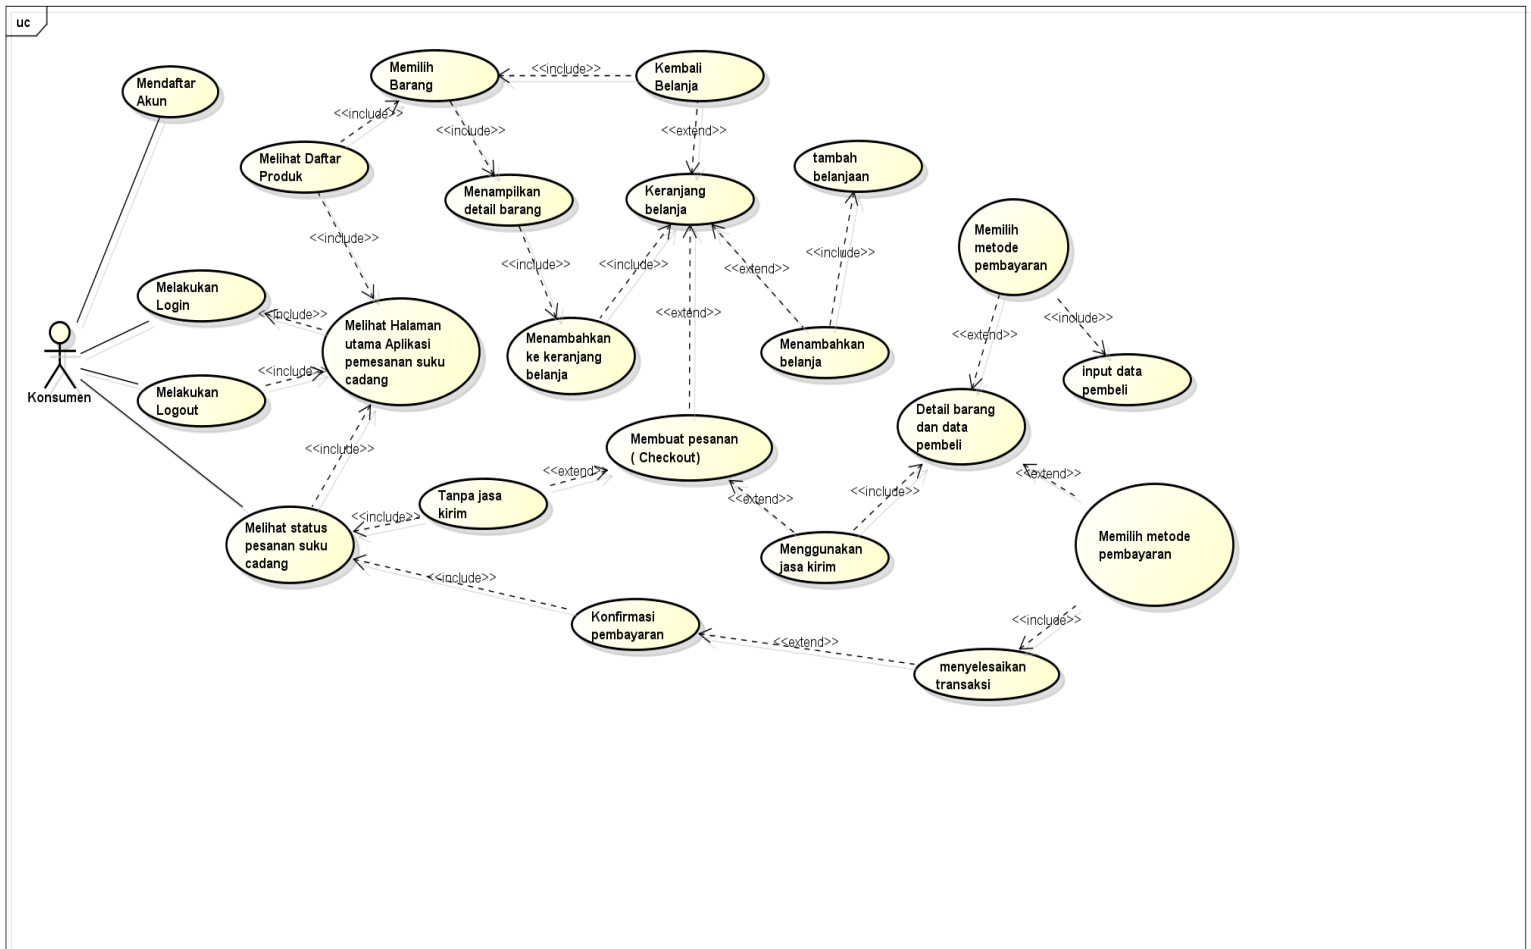 uc
Mendaftar
Akun
Memilih
Barang
<<include>>
Kembali
Belanja
<<include>>
<<include>>
<<extend>>
Melihat Daftar
Produk
tambah
belanjaan
Menampilkan
detail barang
Keranjang
belanja
Memilih
metode
pembayaran
<<include>>
<<include>>
<<include>>
<<extend>>
<<include>>
Melakukan
Login
<<include>>
Melihat Halaman
utama Aplikasi
pemesanan suku
cadang
<<extend>>
<<extend>>
<<include>>
Menambahkan
ke keranjang
belanja
Menambahkan
belanja
input data
pembeli
Konsumen
<<include>>
Melakukan
Logout
Detail barang
dan data
pembeli
<<include>>
Membuat pesanan
( Checkout)
<<extend>>
<<extend>>
Tanpa jasa
kirim
<<extend>>
<<include>>
<<include>>
Melihat status
pesanan suku
cadang
Menggunakan
jasa kirim
Memilih metode
pembayaran
<<include>>
Konfirmasi
pembayaran
<<include>>
<<extend>>
menyelesaikan
transaksi